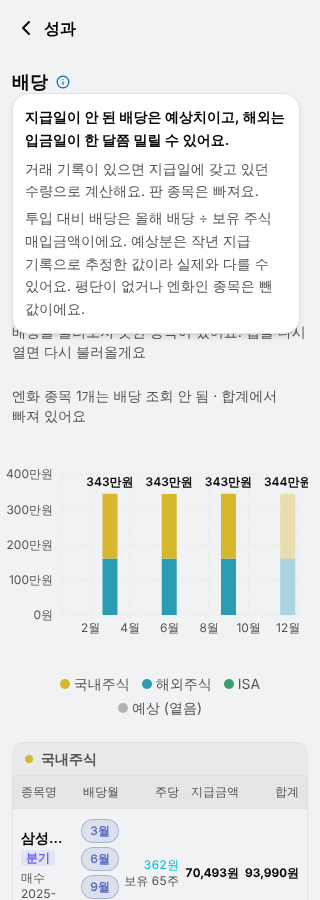 성과
배당
지급일이 안 된 배당은 예상치이고, 해외는
입금일이 한 달쯤 밀릴 수 있어요.
거래 기록이 있으면 지급일에 갖고 있던
수량으로 계산해요. 판 종목은 빠져요.
투입 대비 배당은 올해 배당 ÷ 보유 주식
매입금액이에요. 예상분은 작년 지급
기록으로 추정한 값이라 실제와 다를 수
있어요. 평단이 없거나 엔화인 종목은 뺀
값이에요.
열면 다시 불러올게요
엔화 종목 1개는 배당 조회 안 됨 · 합계에서
빠져 있어요
400만원
343만원 343만원 343만원 344만원
300만원
200만원
100만원
0원
2월 4월 6월 8월 10월 12월
국내주식 해외주식 ISA
예상 (옅음)
국내주식
종목명 배당월 주당 지급금액 합계
삼성... 3월
분기 6월 362원 70,493원 93,990원
매수 9월 보유 65주
2025-